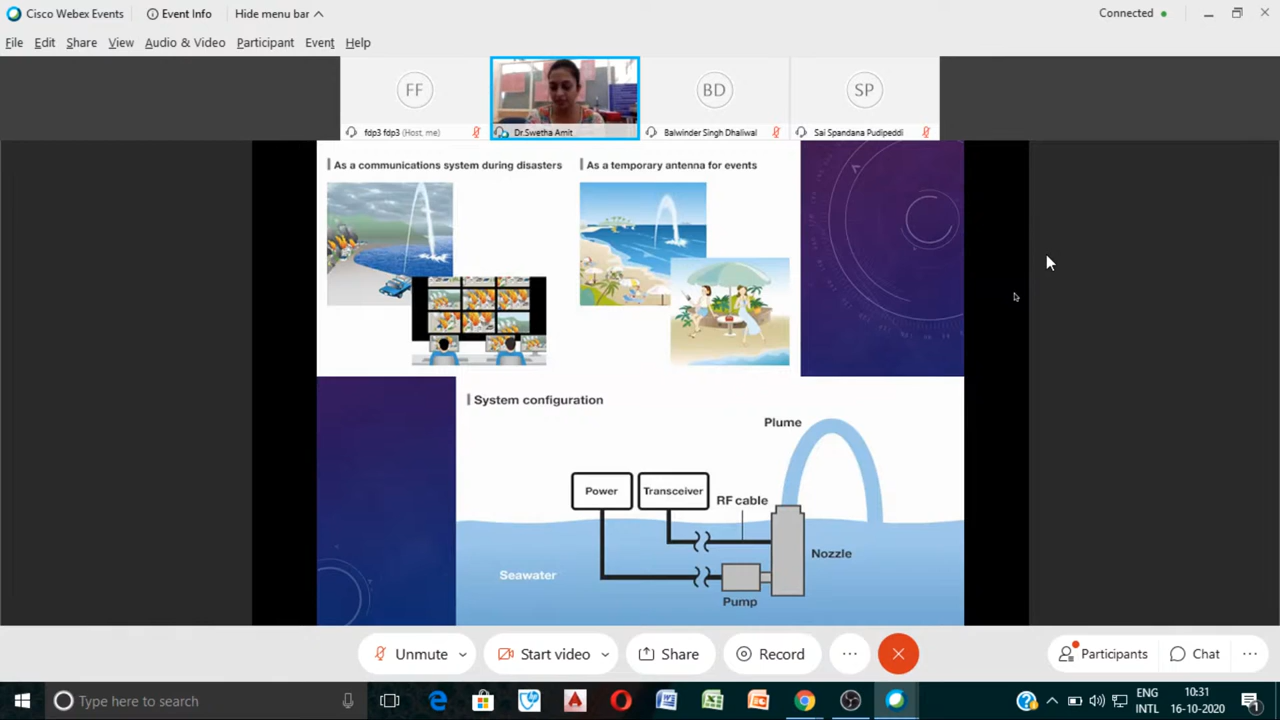 Cisco Webex Events
Event Info
Hide menu bar
Connected
File Edit Share View Audio & Video Participant Event Help
FF
BD
SP
fdp3 fdp3 (Host, me)
Dr.Swetha Amit
Balwinder Singh Dhaliwal
Sai Spandana Pudipeddi
As a communications system during disasters
As a temporary antenna for events
System configuration
Plume
Power
Transceiver
RF cable
Nozzle
Seawater
Pump
Unmute
Start video
Share
Record
Participants
Chat
Type here to search
ENG
INTL
10:31
16-10-2020
1